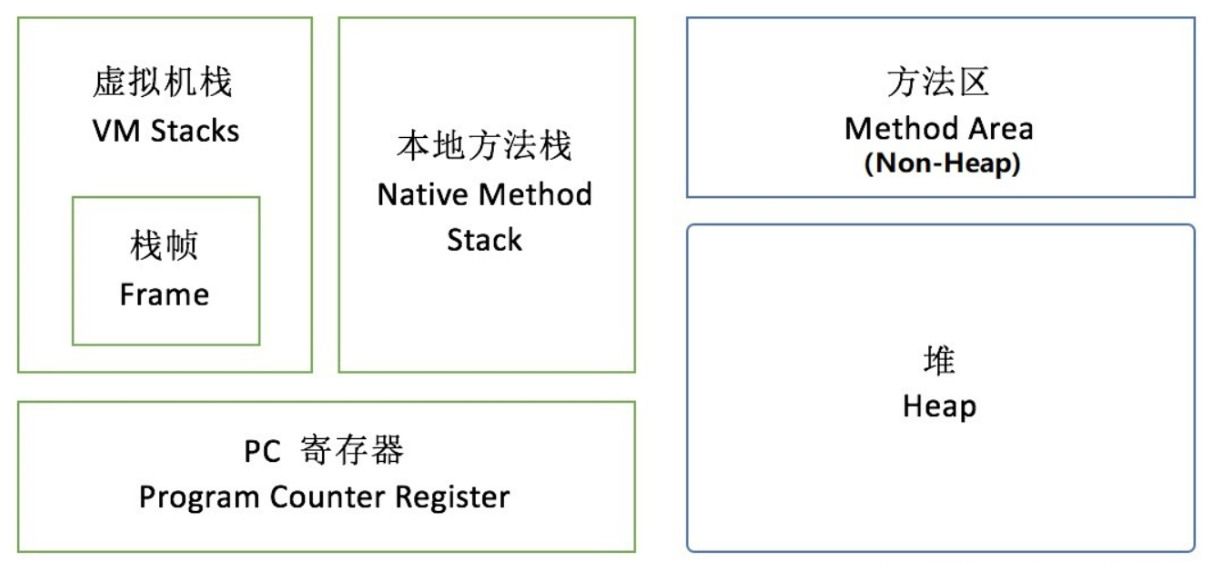 虚拟机栈
VM Stacks
栈帧
Frame
本地方法栈
Native Method
Stack
PC 寄存器
Program Counter Register
方法区
Method Area
(Non-Heap)
堆
Heap